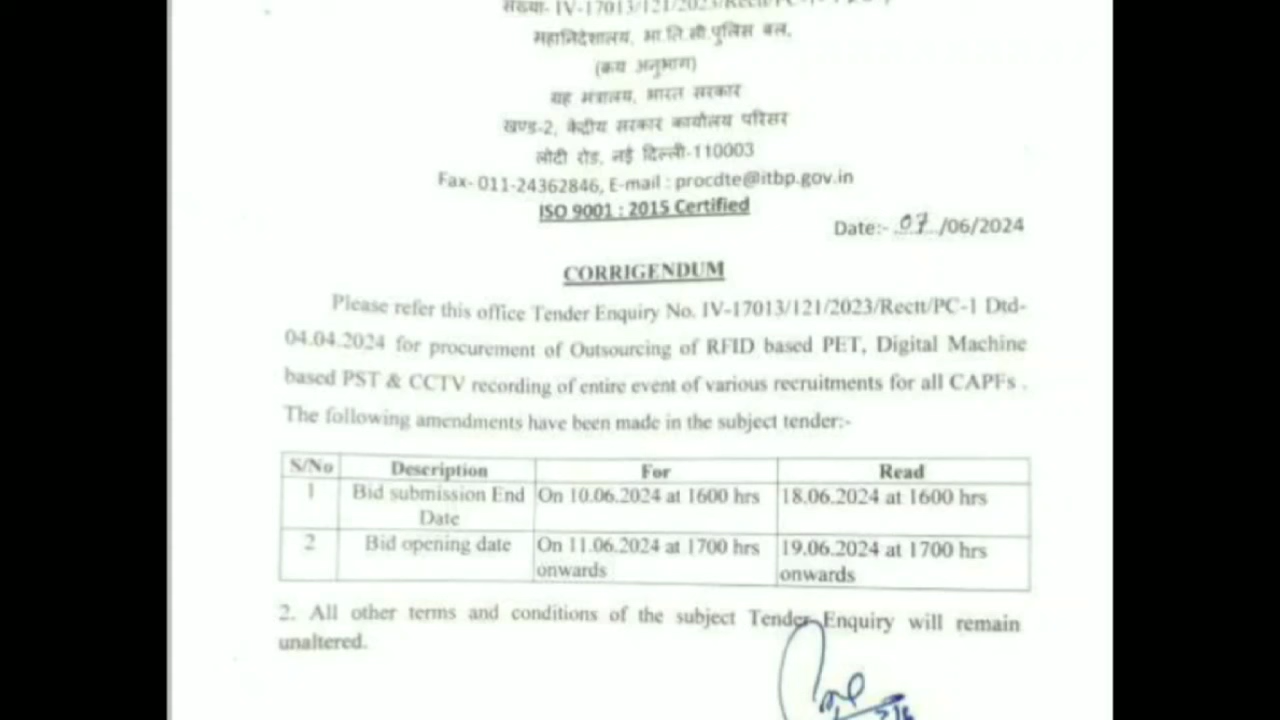 संख्या- IV-17013/121/2023/Rectt/PC-1-
महानिदेशालय, भा.ति.सी.पुलिस बल,
(क्रय अनुभाग)
गृह मंत्रालय, भारत सरकार
खण्ड-2, केंद्रीय सरकार कार्यालय परिसर
लोदी रोड, नई दिल्ली-110003
Fax- 011-24362846, E-mail : procdte@itbp.gov.in
ISO 9001 : 2015 Certified
Date:- 07 /06/2024
CORRIGENDUM
Please refer this office Tender Enquiry No. IV-17013/121/2023/Rectt/PC-1 Dtd-
04.04.2024 for procurement of Outsourcing of RFID based PET, Digital Machine
based PST & CCTV recording of entire event of various recruitments for all CAPFs .
The following amendments have been made in the subject tender:-
S/No Description For Read
1 Bid submission End Date On 10.06.2024 at 1600 hrs 18.06.2024 at 1600 hrs
2 Bid opening date On 11.06.2024 at 1700 hrs onwards 19.06.2024 at 1700 hrs onwards
2. All other terms and conditions of the subject Tender Enquiry will remain
unaltered.